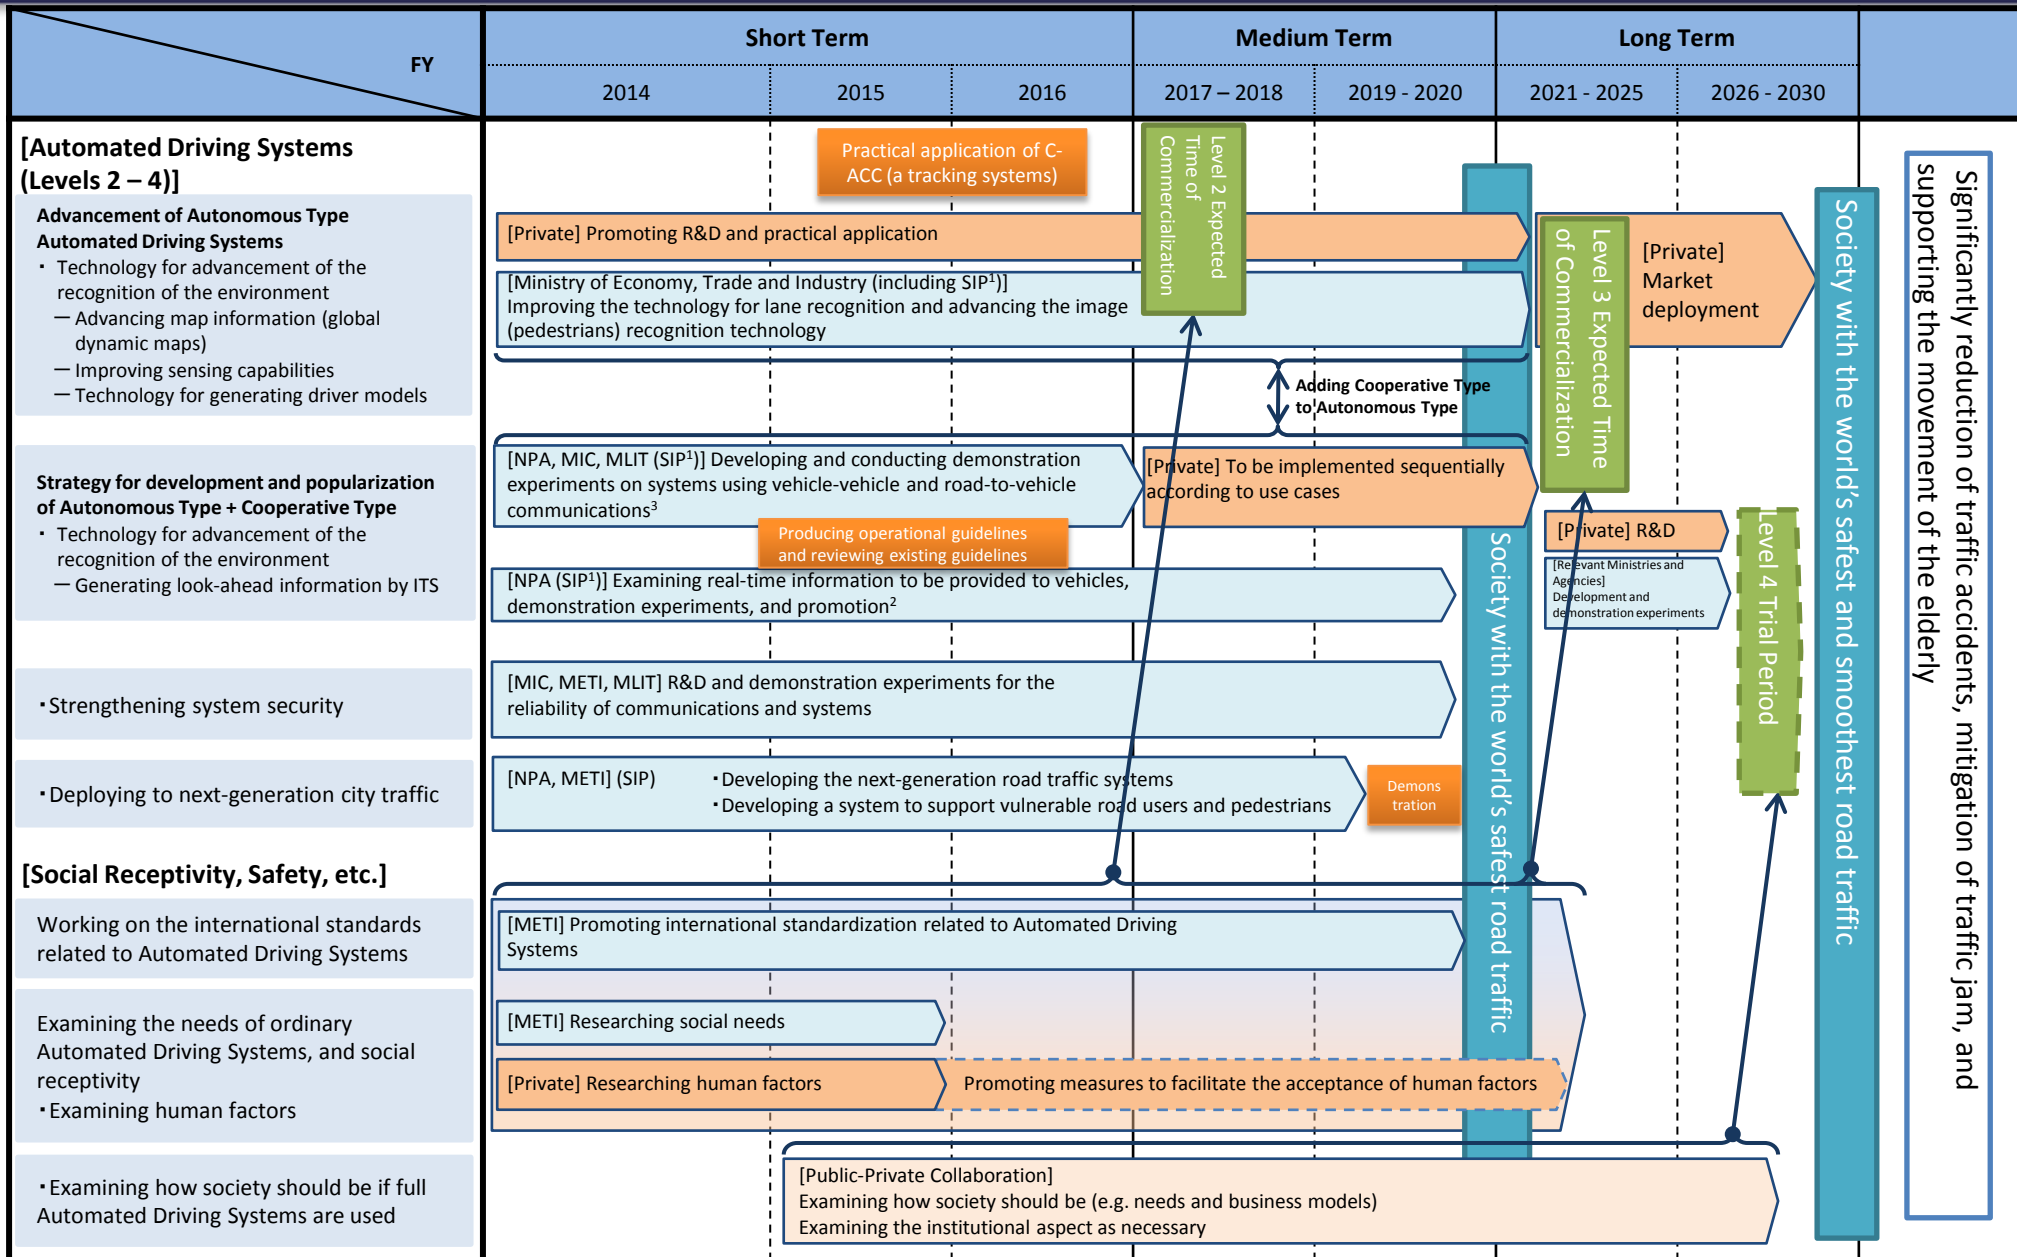 FY
Short Term
Medium Term
Long Term
2014
2015
2016
2017 – 2018
2019 - 2020
2021 - 2025
2026 - 2030
[Automated Driving Systems
(Levels 2 – 4)]
Advancement of Autonomous Type
Automated Driving Systems
・ Technology for advancement of the
recognition of the environment
— Advancing map information (global
dynamic maps)
— Improving sensing capabilities
— Technology for generating driver models
Strategy for development and popularization
of Autonomous Type + Cooperative Type
・ Technology for advancement of the
recognition of the environment
— Generating look-ahead information by ITS
・Strengthening system security
・Deploying to next-generation city traffic
[Social Receptivity, Safety, etc.]
Working on the international standards
related to Automated Driving Systems
Examining the needs of ordinary
Automated Driving Systems, and social
receptivity
・Examining human factors
・Examining how society should be if full
Automated Driving Systems are used
Practical application of C-
ACC (a tracking systems)
Level 2 Expected
Time of
Commercialization
[Private] Promoting R&D and practical application
[Ministry of Economy, Trade and Industry (including SIP¹)]
Improving the technology for lane recognition and advancing the image
(pedestrians) recognition technology
Adding Cooperative Type
to Autonomous Type
Level 3 Expected Time
of Commercialization
[Private]
Market
deployment
[NPA, MIC, MLIT (SIP¹)] Developing and conducting demonstration
experiments on systems using vehicle-vehicle and road-to-vehicle
communications³
[Private] To be implemented sequentially
according to use cases
Producing operational guidelines
and reviewing existing guidelines
[NPA (SIP¹)] Examining real-time information to be provided to vehicles,
demonstration experiments, and promotion²
[Private] R&D
[Relevant Ministries and
Agencies]
Development and
demonstration experiments
Level 4 Trial Period
[MIC, METI, MLIT] R&D and demonstration experiments for the
reliability of communications and systems
[NPA, METI] (SIP)
・Developing the next-generation road traffic systems
・Developing a system to support vulnerable road users and pedestrians
Demons
tration
Society with the world's safest road traffic
Society with the world's safest and smoothest road traffic
Significantly reduction of traffic accidents, mitigation of traffic jam, and
supporting the movement of the elderly
[METI] Promoting international standardization related to Automated Driving
Systems
[METI] Researching social needs
[Private] Researching human factors
Promoting measures to facilitate the acceptance of human factors
[Public-Private Collaboration]
Examining how society should be (e.g. needs and business models)
Examining the institutional aspect as necessary